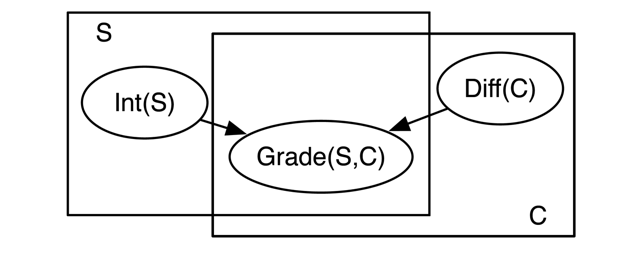 S
Int(S)
Diff(C)
Grade(S,C)
C